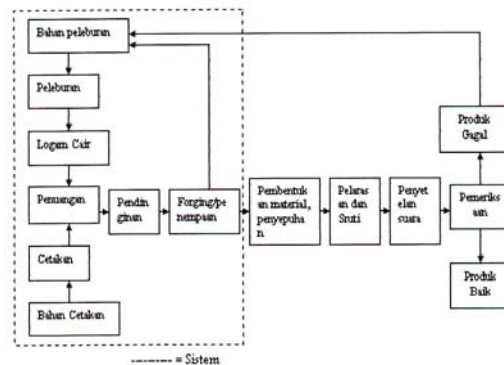 Bahan peleburan
Peleburan
Logam Cair
Penuangan
Cetakan
Bahan Cetakan
Pendin
ginan
Forging/pe
nempaan
Pembentuk
an material,
penyepuha
n
Pelaras
an dan
Sruti
Penyet
elan
suara
Pemeriks
aan
Produk
Gagal
Produk
Baik
= Sistem